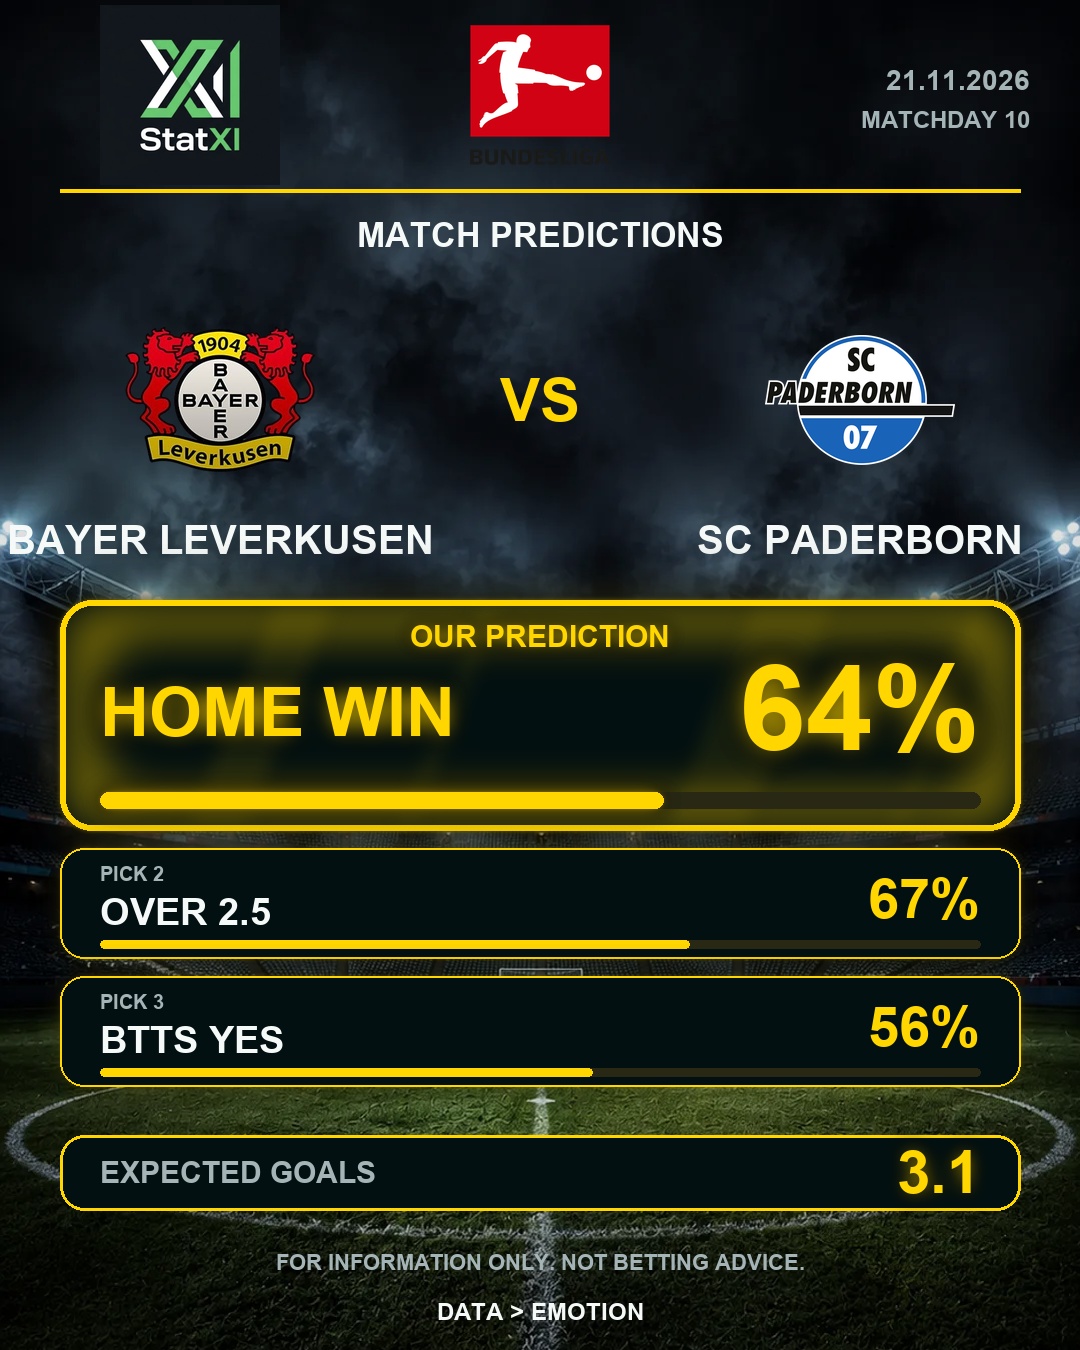 StatXI
BUNDESLIGA
21.11.2026
MATCHDAY 10
MATCH PREDICTIONS
1904
BAYER
BAYER
Leverkusen
VS
SC
PADERBORN
07
BAYER LEVERKUSEN
SC PADERBORN
OUR PREDICTION
HOME WIN
64%
PICK 2
OVER 2.5
67%
PICK 3
BTTS YES
56%
EXPECTED GOALS
3.1
FOR INFORMATION ONLY. NOT BETTING ADVICE.
DATA > EMOTION